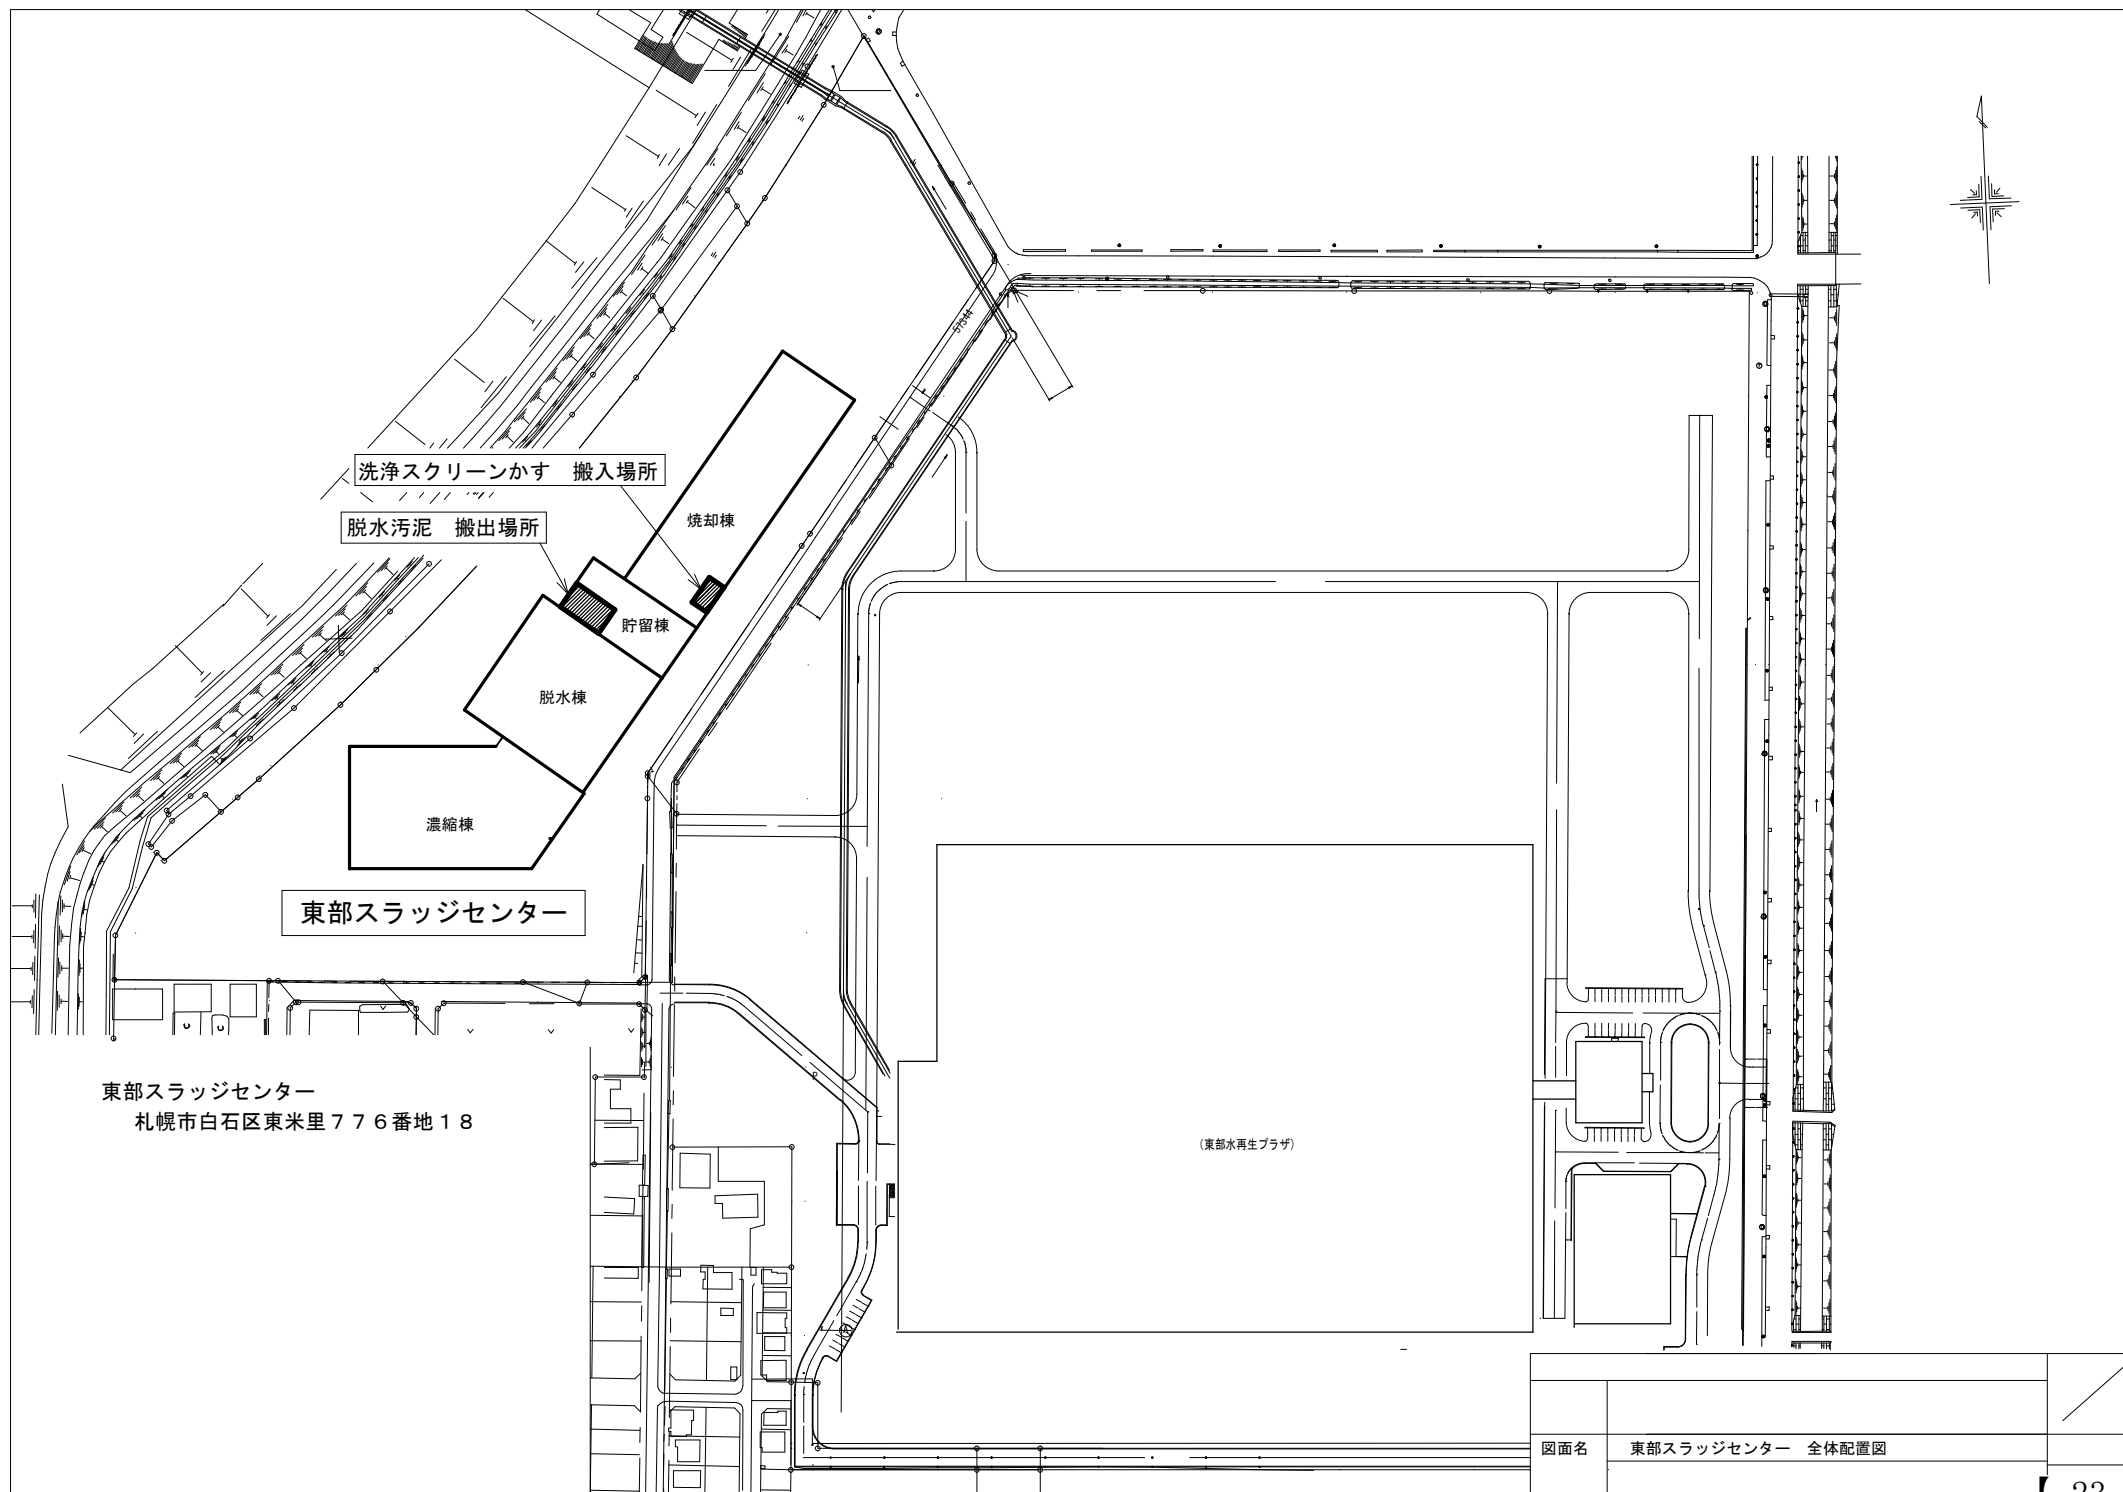 57344
洗浄スクリーンかす　搬入場所
焼却棟
脱水汚泥　搬出場所
貯留棟
脱水棟
濃縮棟
東部スラッジセンター
東部スラッジセンター
札幌市白石区東米里７７６番地１８
(東部水再生プラザ)
図面名　東部スラッジセンター　全体配置図
【 23